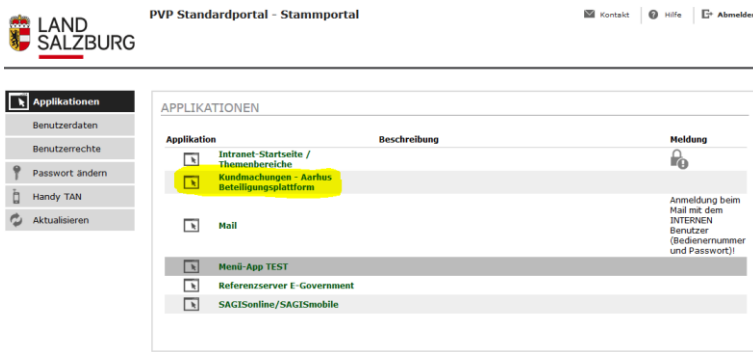 LAND
SALZBURG
PVP Standardportal - Stammportal
Kontakt
Hilfe
Abmelden
Applikationen
Benutzerdaten
Benutzerrechte
Passwort ändern
Handy TAN
Aktualisieren
APPLIKATIONEN
Applikation Beschreibung Meldung
Intranet-Startseite /
Themenbereiche
Kundmachungen - Aarhus
Beteiligungsplattform
Mail
Anmeldung beim
Mail mit dem
INTERNEN
Benutzer
(Bedienernummer
und Passwort)!
Menü-App TEST
Referenzserver E-Government
SAGISonline/SAGISmobile